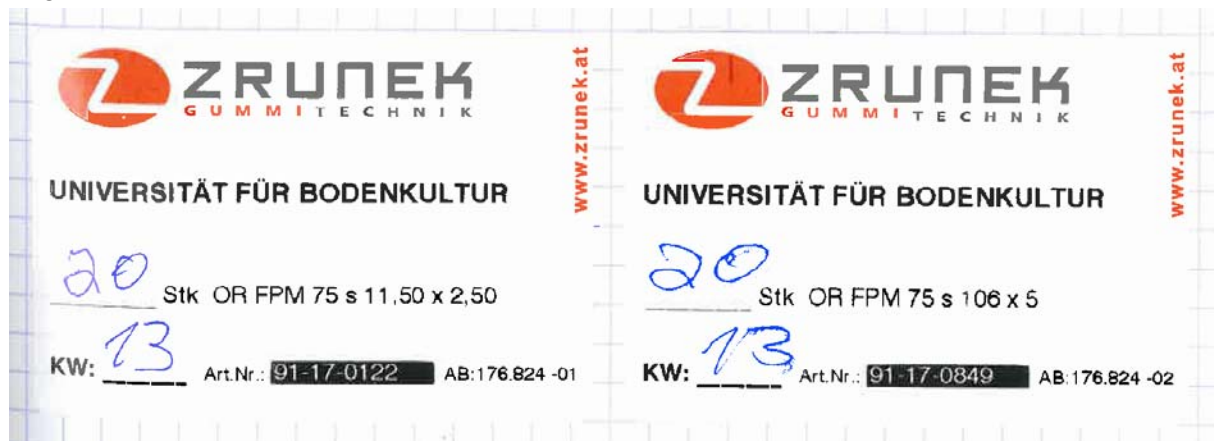 ZRUNEK
GUMMITECHNIK
www.zrunek.at
UNIVERSITÄT FÜR BODENKULTUR
20 Stk OR FPM 75 s 11,50 x 2,50
KW: 13 Art.Nr.: 91-17-0122 AB:176.824 -01
ZRUNEK
GUMMITECHNIK
www.zrunek.at
UNIVERSITÄT FÜR BODENKULTUR
20 Stk OR FPM 75 s 106 x 5
KW: 13 Art.Nr.: 91-17-0849 AB:176.824 -02